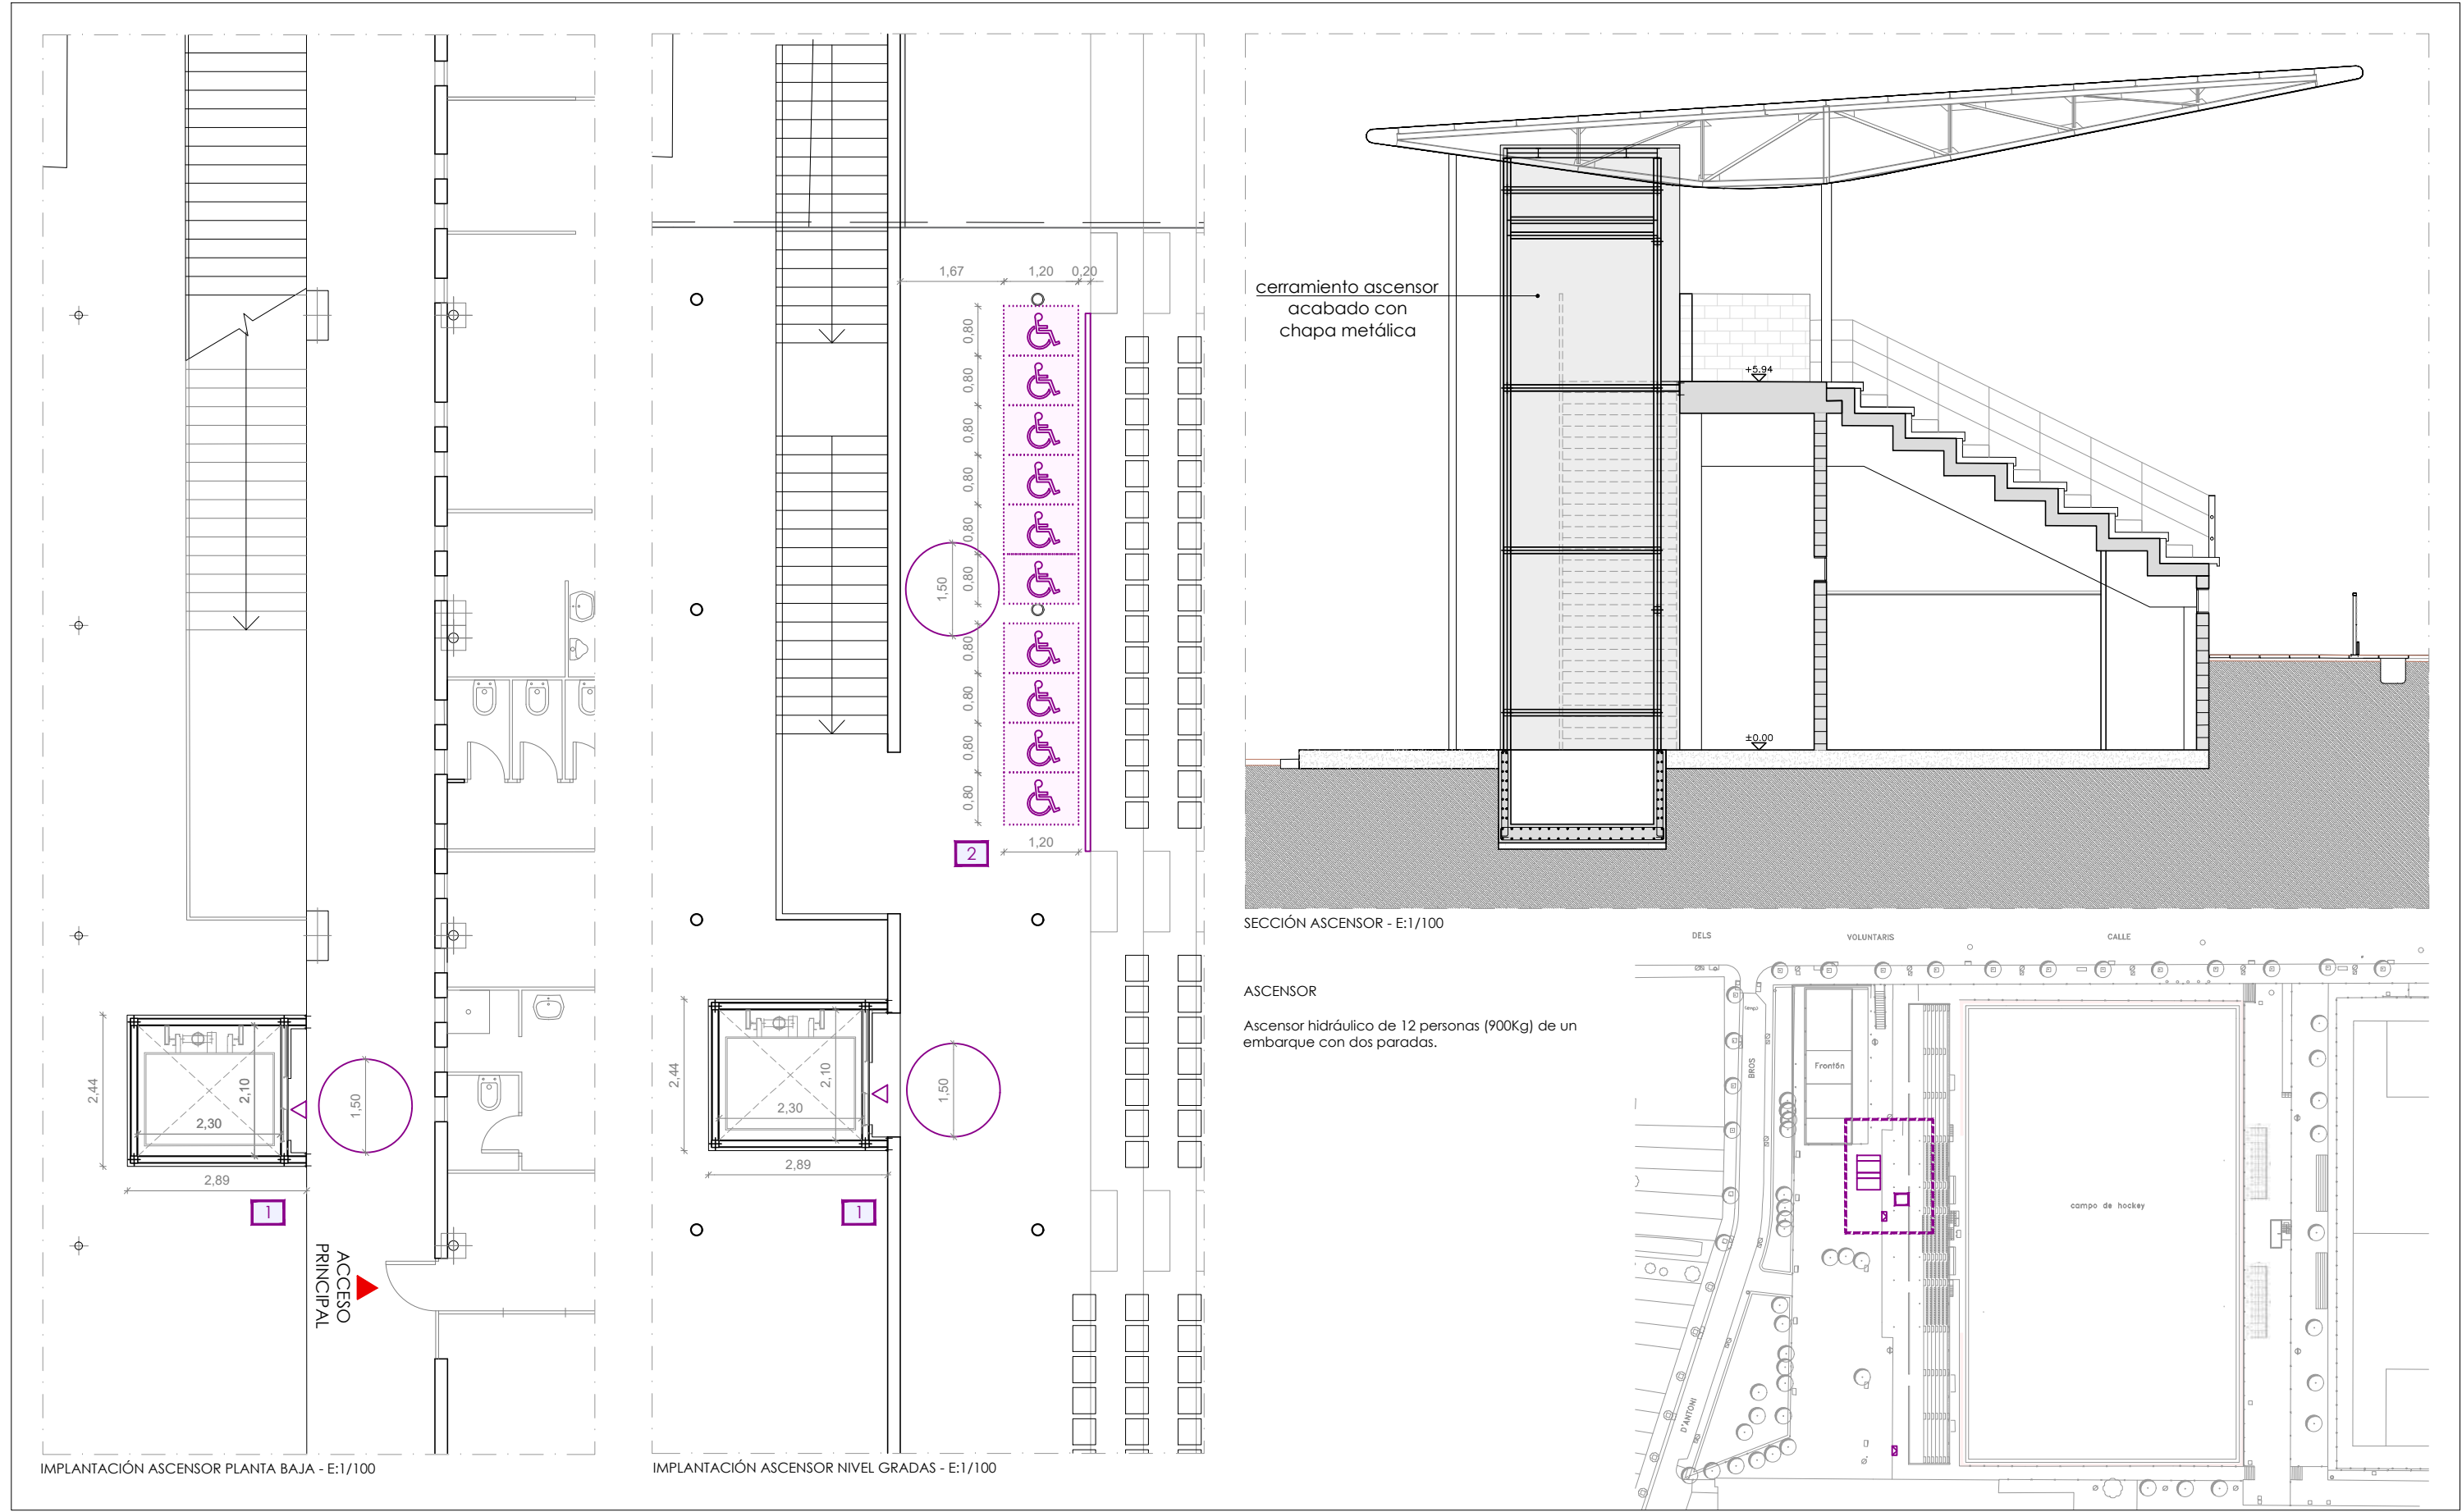 2,44
2,10
2,30
2,89
1,50
1
ACCESO
PRINCIPAL
IMPLANTACIÓN ASCENSOR PLANTA BAJA - E:1/100
1,67
1,20
0,20
0,80
0,80
0,80
0,80
0,80
0,80
0,80
0,80
0,80
0,80
1,50
2
1,20
2,44
2,10
2,30
2,89
1,50
1
IMPLANTACIÓN ASCENSOR NIVEL GRADAS - E:1/100
cerramiento ascensor
acabado con
chapa metálica
+5.94
±0.00
SECCIÓN ASCENSOR - E:1/100
ASCENSOR
Ascensor hidráulico de 12 personas (900Kg) de un
embarque con dos paradas.
DELS
VOLUNTARIS
CALLE
BROS
D'ANTONI
Frontón
campo de hockey